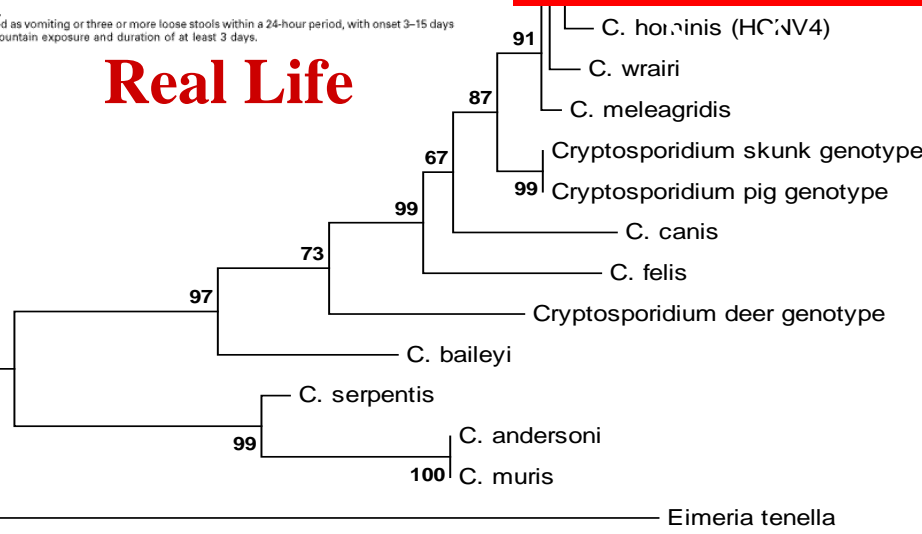 ed as vomiting or three or more loose stools within a 24-hour period, with onset 3–15 days
ountain exposure and duration of at least 3 days.
Real Life
C. hominis (HCNV4)
91
C. wrairi
C. meleagridis
87
Cryptosporidium skunk genotype
99
Cryptosporidium pig genotype
67
C. canis
99
C. felis
73
Cryptosporidium deer genotype
97
C. baileyi
C. serpentis
99
C. andersoni
100
C. muris
Eimeria tenella